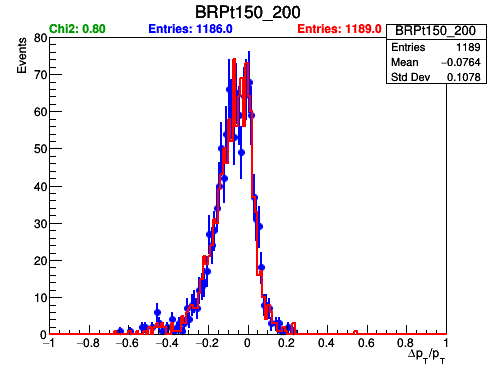 BRPt150_200
Chi2: 0.80 Entries: 1186.0 Entries: 1189.0
BRPt150_200
Entries 1189
Mean −0.0764
Std Dev 0.1078
Events
80
70
60
50
40
30
20
10
0
−1 −0.8 −0.6 −0.4 −0.2 0 0.2 0.4 0.6 0.8 1
Δp_T/p_T